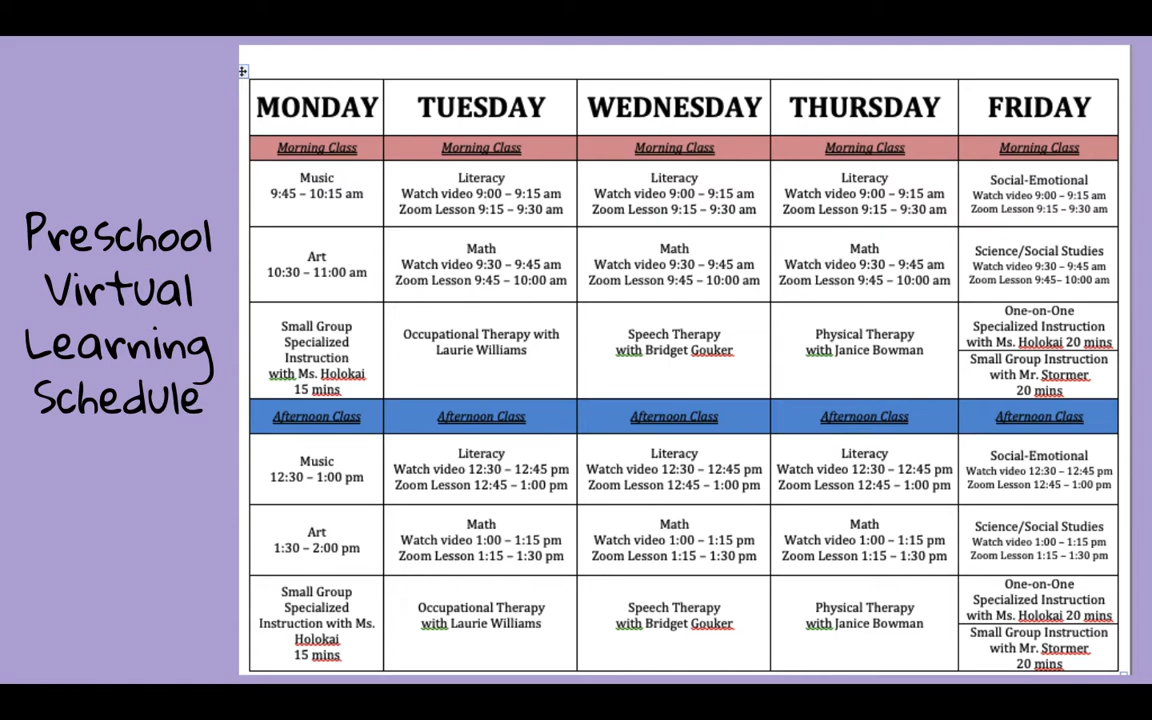 Preschool
Virtual
Learning
Schedule
MONDAY TUESDAY WEDNESDAY THURSDAY FRIDAY
Morning Class Morning Class Morning Class Morning Class Morning Class
Music
9:45 – 10:15 am
Literacy
Watch video 9:00 – 9:15 am
Zoom Lesson 9:15 – 9:30 am
Literacy
Watch video 9:00 – 9:15 am
Zoom Lesson 9:15 – 9:30 am
Literacy
Watch video 9:00 – 9:15 am
Zoom Lesson 9:15 – 9:30 am
Social-Emotional
Watch video 9:00 – 9:15 am
Zoom Lesson 9:15 – 9:30 am
Art
10:30 – 11:00 am
Math
Watch video 9:30 – 9:45 am
Zoom Lesson 9:45 – 10:00 am
Math
Watch video 9:30 – 9:45 am
Zoom Lesson 9:45 – 10:00 am
Math
Watch video 9:30 – 9:45 am
Zoom Lesson 9:45 – 10:00 am
Science/Social Studies
Watch video 9:30 – 9:45 am
Zoom Lesson 9:45– 10:00 am
Small Group
Specialized
Instruction
with Ms. Holokai
15 mins
Occupational Therapy with
Laurie Williams
Speech Therapy
with Bridget Gouker
Physical Therapy
with Janice Bowman
One-on-One
Specialized Instruction
with Ms. Holokai 20 mins
Small Group Instruction
with Mr. Stormer
20 mins
Afternoon Class Afternoon Class Afternoon Class Afternoon Class Afternoon Class
Music
12:30 – 1:00 pm
Literacy
Watch video 12:30 – 12:45 pm
Zoom Lesson 12:45 – 1:00 pm
Literacy
Watch video 12:30 – 12:45 pm
Zoom Lesson 12:45 – 1:00 pm
Literacy
Watch video 12:30 – 12:45 pm
Zoom Lesson 12:45 – 1:00 pm
Social-Emotional
Watch video 12:30 – 12:45 pm
Zoom Lesson 12:45 – 1:00 pm
Art
1:30 – 2:00 pm
Math
Watch video 1:00 – 1:15 pm
Zoom Lesson 1:15 – 1:30 pm
Math
Watch video 1:00 – 1:15 pm
Zoom Lesson 1:15 – 1:30 pm
Math
Watch video 1:00 – 1:15 pm
Zoom Lesson 1:15 – 1:30 pm
Science/Social Studies
Watch video 1:00 – 1:15 pm
Zoom Lesson 1:15 – 1:30 pm
Small Group
Specialized
Instruction with Ms.
Holokai
15 mins
Occupational Therapy
with Laurie Williams
Speech Therapy
with Bridget Gouker
Physical Therapy
with Janice Bowman
One-on-One
Specialized Instruction
with Ms. Holokai 20 mins
Small Group Instruction
with Mr. Stormer
20 mins